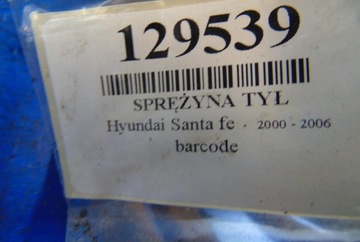 129539
SPRĘŻYNA TYŁ
Hyundai Santa fe - 2000 - 2006
barcode